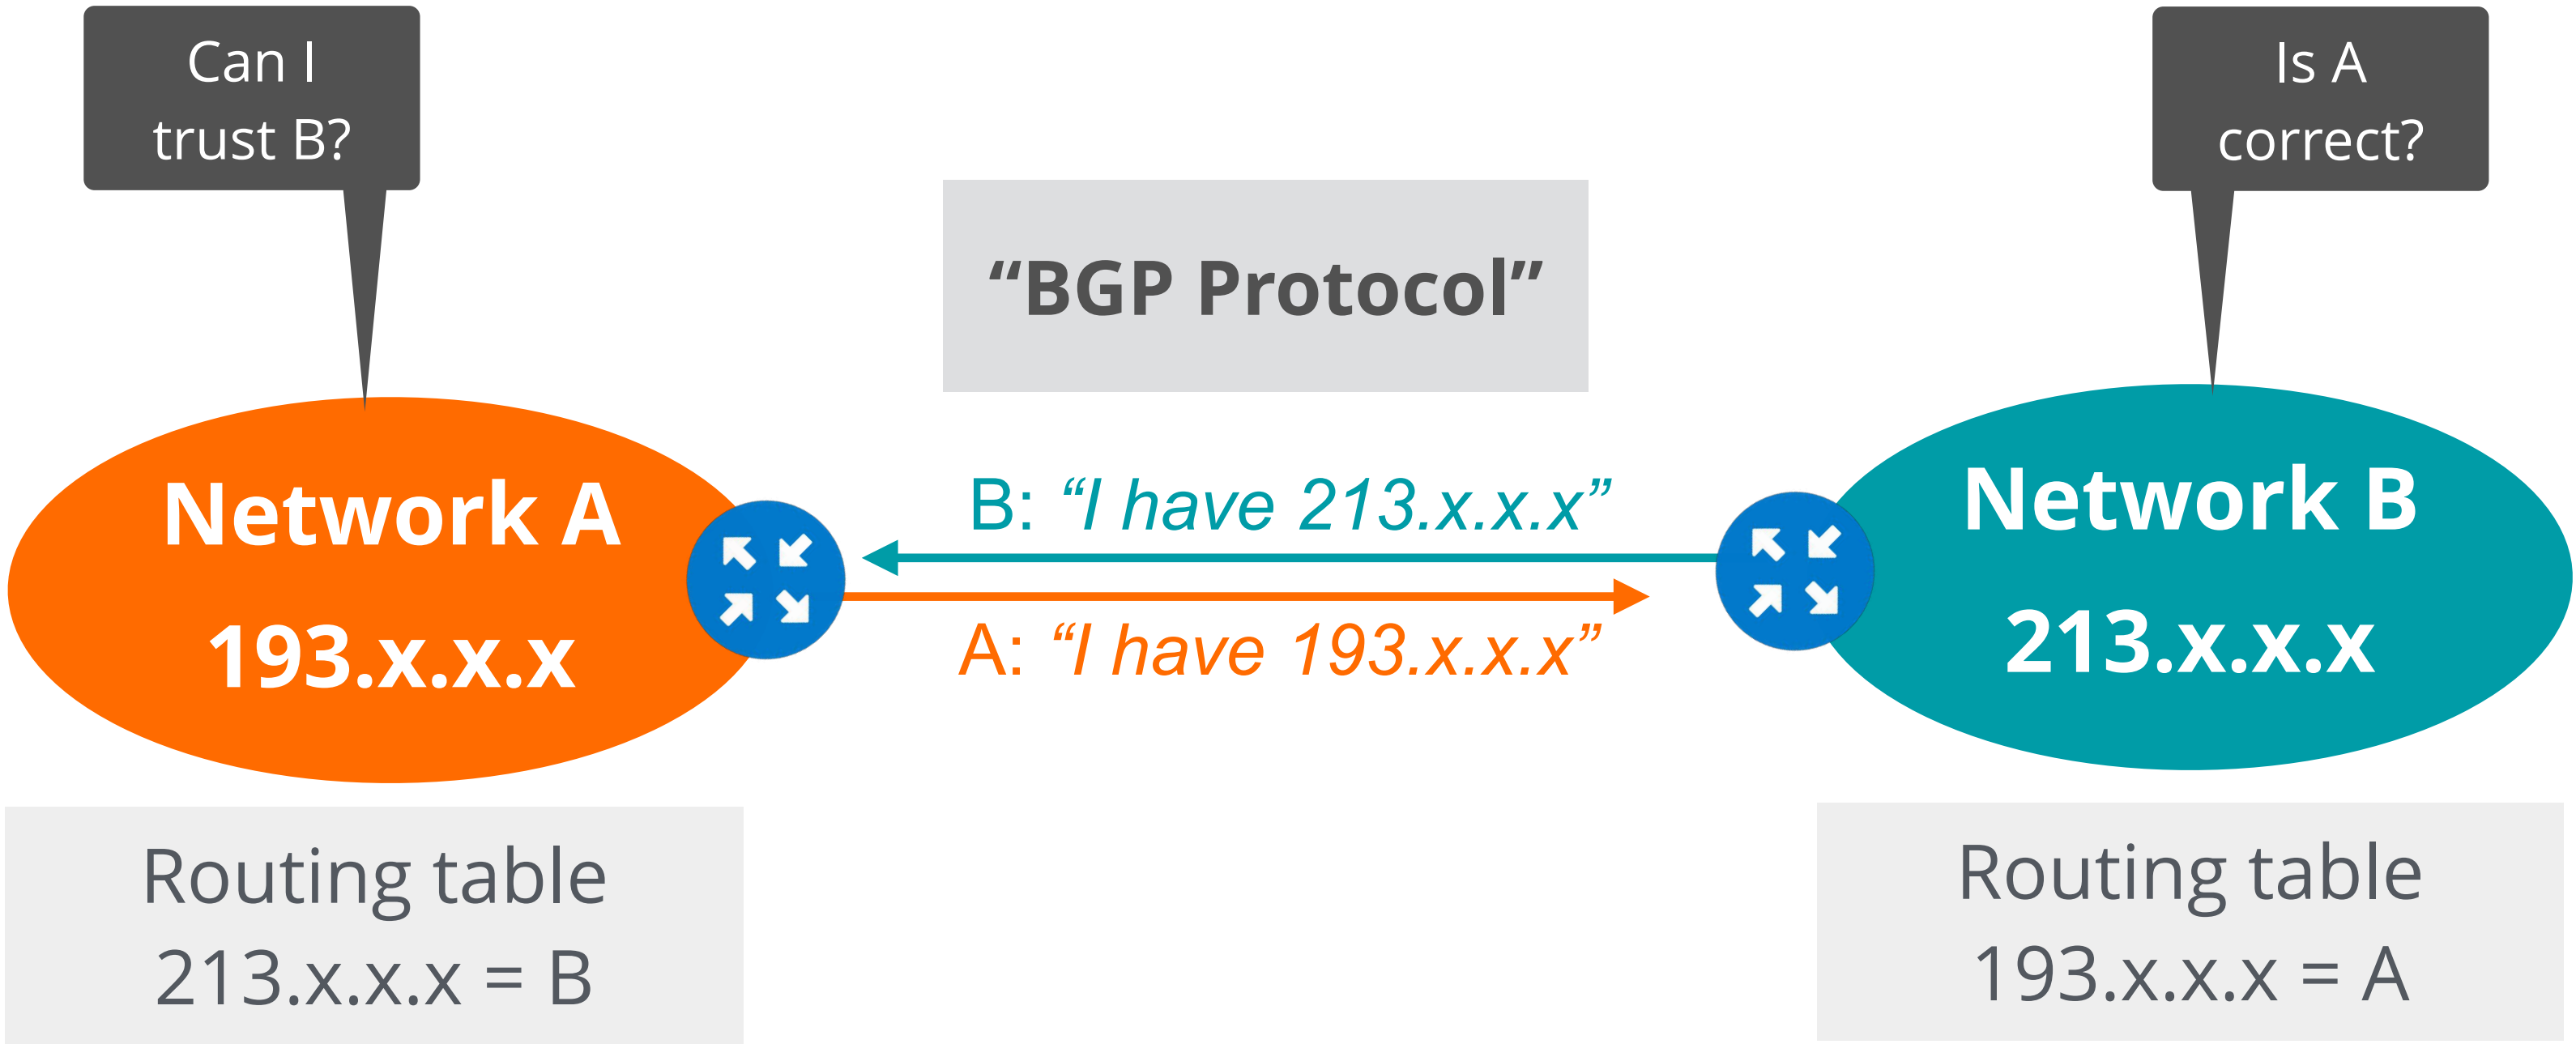 Can I
trust B?
Is A
correct?
“BGP Protocol”
Network A
193.x.x.x
B: “I have 213.x.x.x”
A: “I have 193.x.x.x”
Network B
213.x.x.x
Routing table
213.x.x.x = B
Routing table
193.x.x.x = A